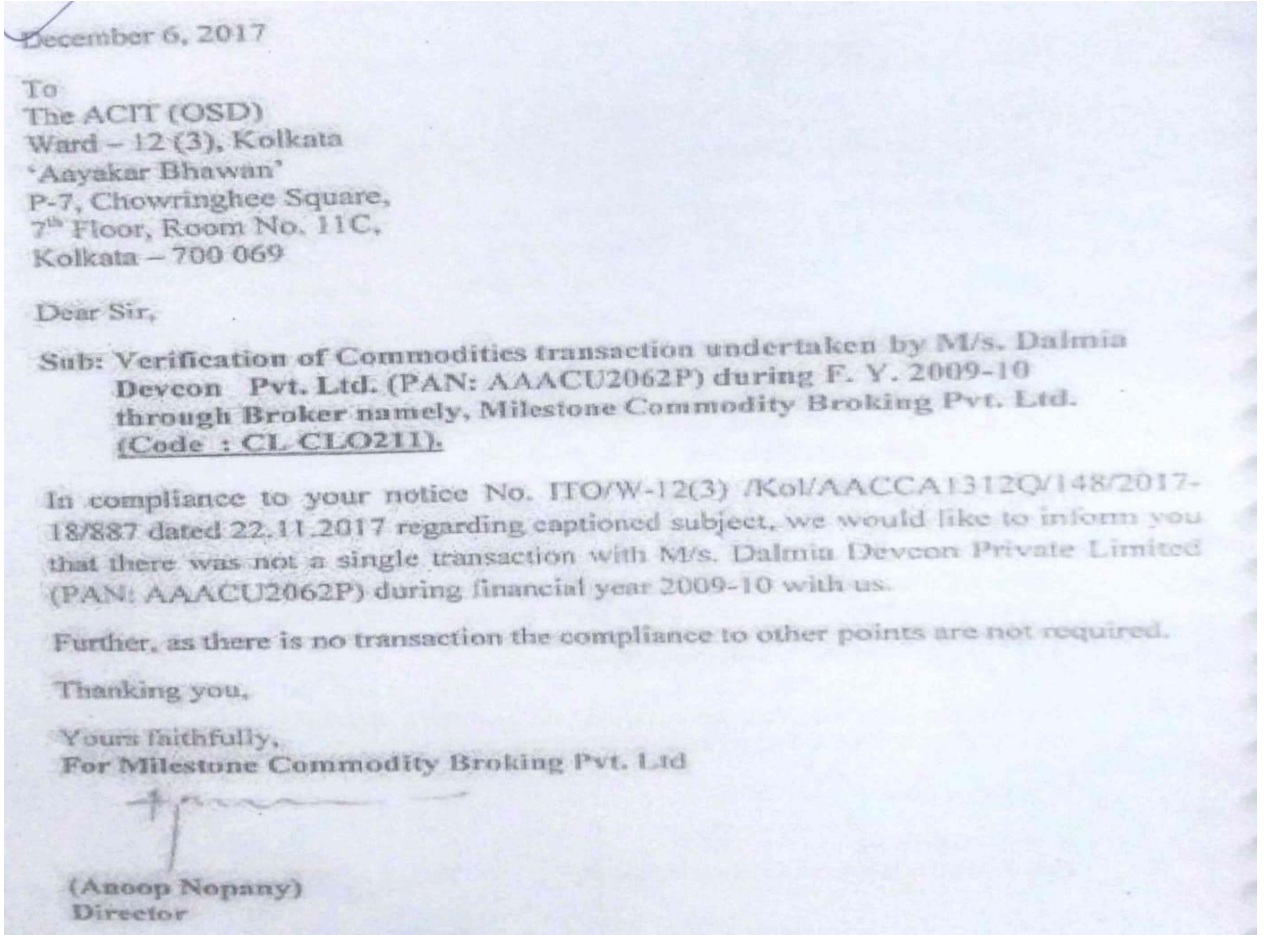 December 6, 2017
To
The ACIT (OSD)
Ward – 12 (3), Kolkata
‘Aayakar Bhawan’
P-7, Chowringhee Square,
7th Floor, Room No. 11C,
Kolkata – 700 069
Dear Sir,
Sub: Verification of Commodities transaction undertaken by M/s. Dalmia
Devcon Pvt. Ltd. (PAN: AAACU2062P) during F. Y. 2009-10
through Broker namely, Milestone Commodity Broking Pvt. Ltd.
(Code : CL CLO211).
In compliance to your notice No. ITO/W-12(3) /Kol/AACCA1312Q/148/2017-
18/887 dated 22.11.2017 regarding captioned subject, we would like to inform you
that there was not a single transaction with M/s. Dalmia Devcon Private Limited
(PAN: AAACU2062P) during financial year 2009-10 with us.
Further, as there is no transaction the compliance to other points are not required.
Thanking you,
Yours faithfully,
For Milestone Commodity Broking Pvt. Ltd
(Anoop Nopany)
Director